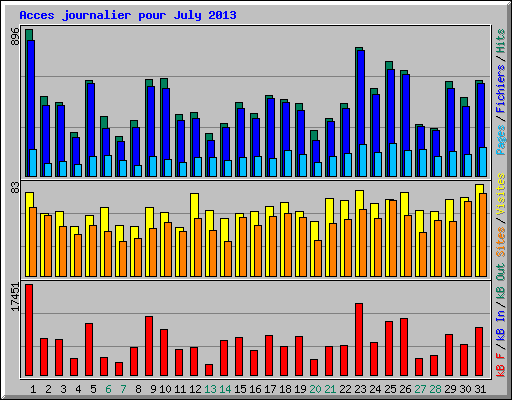 Acces journalier pour July 2013
896
Pages / Fichiers / Hits
83
Sites / Visites
17451
kB F / kB In / kB Out
1 2 3 4 5 6 7 8 9 10 11 12 13 14 15 16 17 18 19 20 21 22 23 24 25 26 27 28 29 30 31